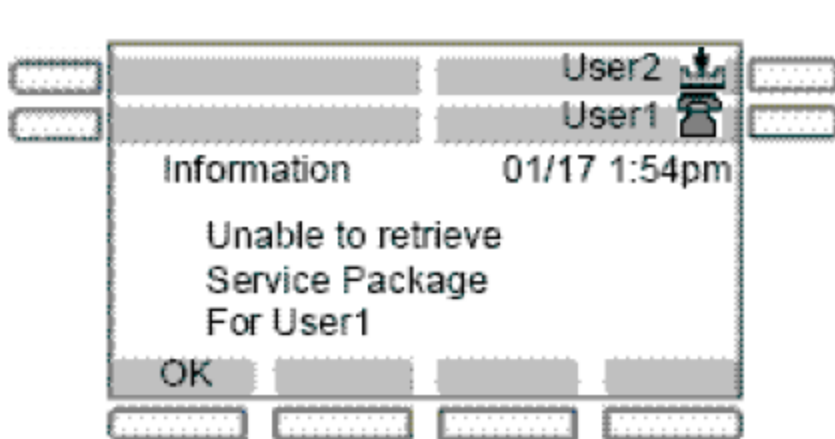 User2
User1
Information 01/17 1:54pm
Unable to retrieve
Service Package
For User1
OK